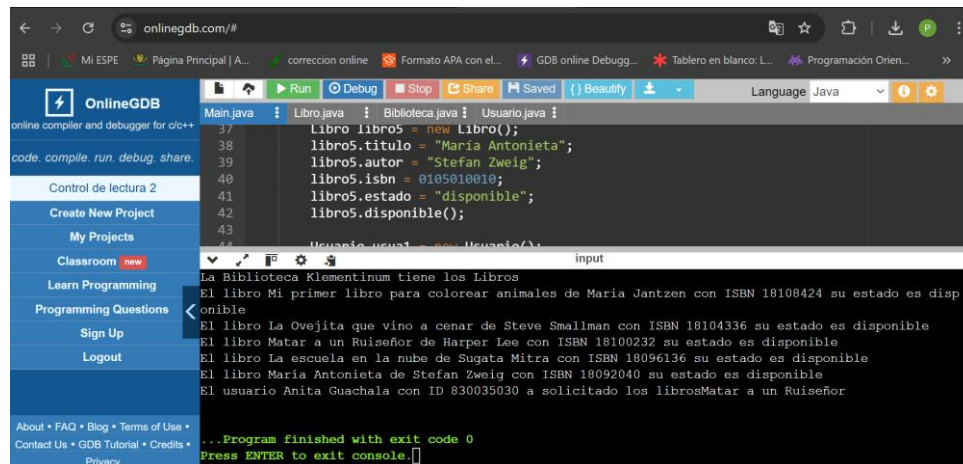 onlinegdb.com/#
Mi ESPE
Página Principal | A...
correccion online
Formato APA con el...
GDB online Debugg...
Tablero en blanco: L...
Programación Orien...
OnlineGDB
online compiler and debugger for c/c++
code. compile. run. debug. share.
Control de lectura 2
Create New Project
My Projects
Classroom new
Learn Programming
Programming Questions
Sign Up
Logout
About • FAQ • Blog • Terms of Use •
Contact Us • GDB Tutorial • Credits •
Privacy
Run Debug Stop Share Saved {} Beautify
Language Java
Main.java Libro.java Biblioteca.java Usuario.java
37 Libro libro5 = new Libro();
38 libro5.titulo = "María Antonieta";
39 libro5.autor = "Stefan Zweig";
40 libro5.isbn = 0105010010;
41 libro5.estado = "disponible";
42 libro5.disponible();
43
44 Usuario usua1 = new Usuario();
input
La Biblioteca Klementinum tiene los Libros
El libro Mi primer libro para colorear animales de Maria Jantzen con ISBN 18108424 su estado es disp
onible
El libro La Ovejita que vino a cenar de Steve Smallman con ISBN 18104336 su estado es disponible
El libro Matar a un Ruiseñor de Harper Lee con ISBN 18100232 su estado es disponible
El libro La escuela en la nube de Sugata Mitra con ISBN 18096136 su estado es disponible
El libro María Antonieta de Stefan Zweig con ISBN 18092040 su estado es disponible
El usuario Anita Guachala con ID 830035030 a solicitado los librosMatar a un Ruiseñor
...Program finished with exit code 0
Press ENTER to exit console.